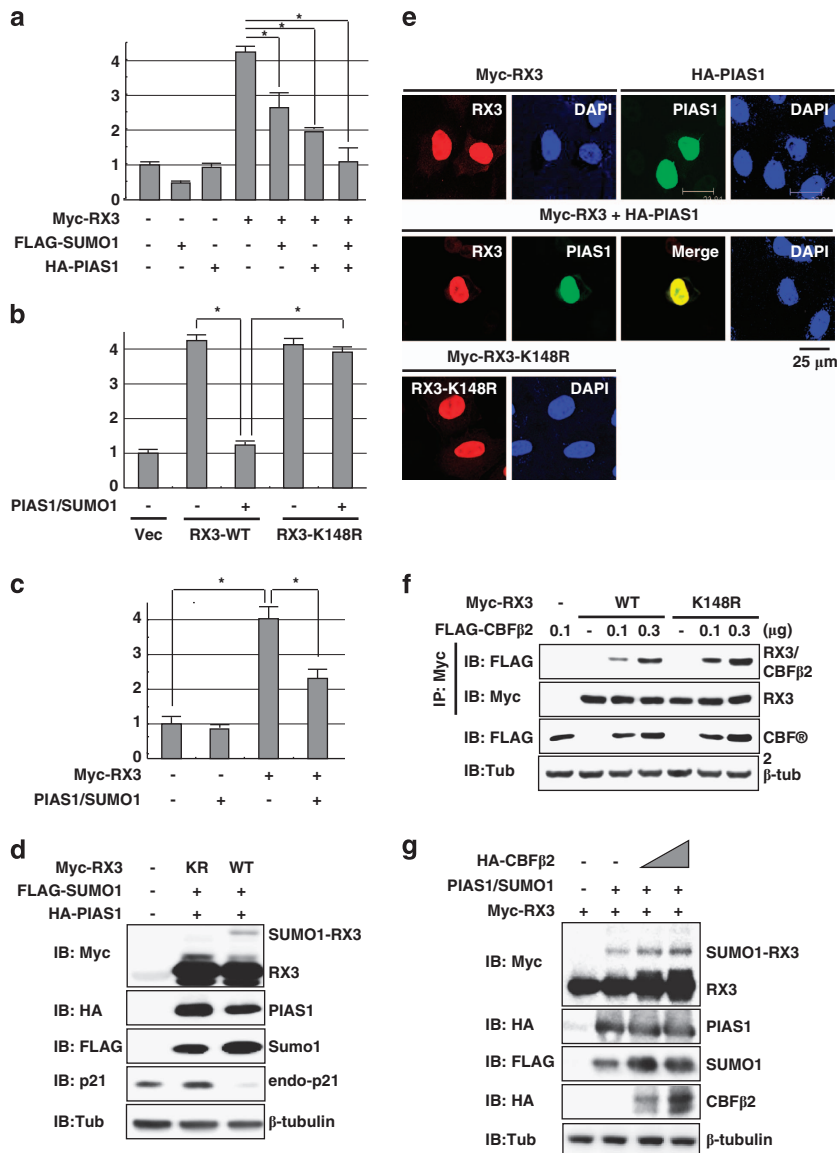 a
*
*
*
5
4
3
2
1
0
Myc-RX3 - - - + + + +
FLAG-SUMO1 - + - - + - +
HA-PIAS1 - - + - - + +
b
*
*
4
3
2
1
0
PIAS1/SUMO1 - - + - +
Vec RX3-WT RX3-K148R
c
*
*
4
3
2
1
0
Myc-RX3 - - + +
PIAS1/SUMO1 - + - +
d
Myc-RX3 - KR WT
FLAG-SUMO1 - + +
HA-PIAS1 - + +
IB: Myc SUMO1-RX3
RX3
IB: HA PIAS1
IB: FLAG Sumo1
IB: p21 endo-p21
IB:Tub β-tubulin
e
Myc-RX3 HA-PIAS1
RX3 DAPI PIAS1 DAPI
Myc-RX3 + HA-PIAS1
RX3 PIAS1 Merge DAPI
25 μm
Myc-RX3-K148R
RX3-K148R DAPI
f
Myc-RX3 - WT K148R
FLAG-CBFβ2 0.1 - 0.1 0.3 - 0.1 0.3 (μg)
IP: Myc
IB: FLAG RX3/
CBFβ2
IB: Myc RX3
IB: FLAG CBF®
2
IB:Tub β-tub
g
HA-CBFβ2 - -
PIAS1/SUMO1 - + + +
Myc-RX3 + + + +
IB: Myc SUMO1-RX3
RX3
IB: HA PIAS1
IB: FLAG SUMO1
IB: HA CBFβ2
IB:Tub β-tubulin